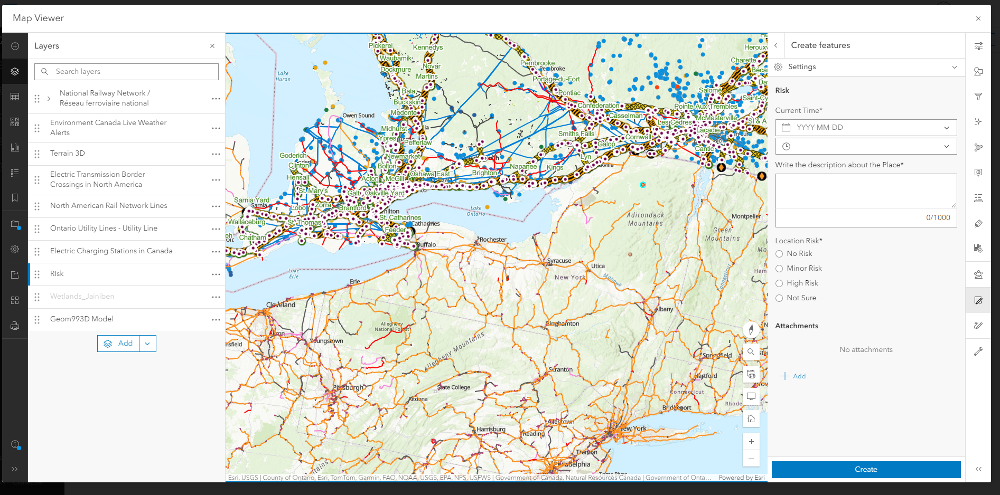 Map Viewer
Layers
Search layers
National Railway Network /
Réseau ferroviaire national
Environment Canada Live Weather
Alerts
Terrain 3D
Electric Transmission Border
Crossings in North America
North American Rail Network Lines
Ontario Utility Lines - Utility Line
Electric Charging Stations in Canada
RIsk
Wetlands_Jainiben
Geom993D Model
Add
Pickerel
Kennedys
Waubamik
Dockmure
Novar
Martins
Lake
Huron
Bala
Buckskin
Owen Sound
Medonte
Midhurst
Ypres
Pefferlaw
Goderich
Clinton
Newmarket
Bolton
Hensall
Acton
McGill
Oshawa East
St. Mary's
Galt
Oakville Yard
Sarnia Yard
Sarnia
Lobo
Zorra
Brantford
Wallaceburg
St. Thomas
St. Catharines
Catharines
Feeder
Chatham
Buffalo
Pembrooke
Pembroke
Portage-du-Fort
Pontiac
Confederation
Casselman
Smiths Falls
Galop
Cornwall
Lyn
Napanee
Kings
Brighton
Charette
Salomé
Pointe-Aux-Trembles
McMasterville
Les Cèdres
Lacadie
Cantic
Lake
Ontario
Adirondack
Mountains
Montpelier
Green
Mountains
Rochester
Syracuse
Utica
New York
Mohawk
Connecticut
Lake
Erie
Erie
Cleveland
Akron
Youngstown
Allegheny
National Forest
Allegheny Mountains
Binghamton
Albany
Scranton
Springfield
Hartford
Connecticut
Bridgeport
Pittsburgh
State College
Altoona
Harrisburg
Reading
Allentown
New York
Trenton
Philadelphia
Esri, USGS | County of Ontario, Esri, TomTom, Garmin, FAO, NOAA, USGS, EPA, NPS, USFWS | Government of Canada, Natural Resources Canada | Government of Onta...
Powered by Esri
Create features
Settings
RIsk
Current Time*
YYYY-MM-DD
Write the description about the Place*
0/1000
Location Risk*
No Risk
Minor Risk
High Risk
Not Sure
Attachments
No attachments
Add
Create